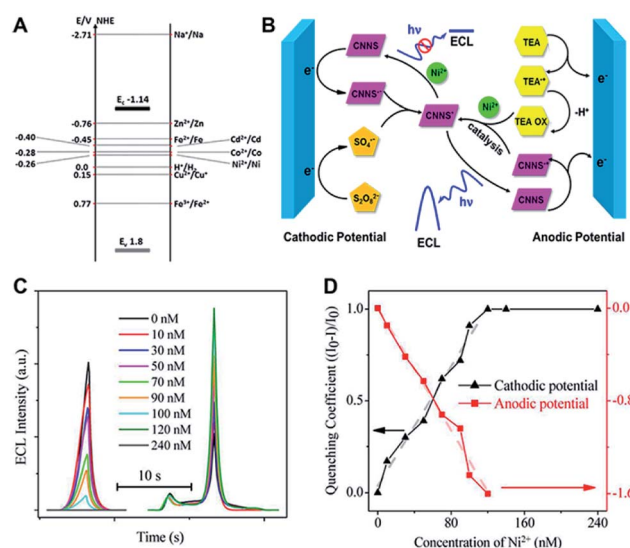 A
E/V NHE
-2.71 Na⁺/Na
E꜀ -1.14
-0.76 Zn²⁺/Zn
-0.40 -0.45 Fe²⁺/Fe Cd²⁺/Cd
-0.28 Co²⁺/Co
-0.26 Ni²⁺/Ni
0.0 H⁺/H₂
0.15 Cu²⁺/Cu⁺
0.77 Fe³⁺/Fe²⁺
Eᵥ 1.8
B
hν ECL
CNNS
Ni²⁺
TEA
e⁻
CNNS•⁻
CNNS*
Ni²⁺
TEA•⁺
e⁻
-H⁺
TEA OX
catalysis
SO₄•⁻
CNNS•⁺
S₂O₈²⁻
hν
CNNS
e⁻
ECL
Cathodic Potential
Anodic Potential
C
ECL Intensity (a.u.)
0 nM
10 nM
30 nM
50 nM
70 nM
90 nM
100 nM
120 nM
240 nM
10 s
Time (s)
D
Quenching Coefficient ((I₀-I)/I₀)
1.0
0.5
0.0
Cathodic potential
Anodic potential
0.0
-1.0
0 40 80 120 160 200 240
Concentration of Ni²⁺ (nM)